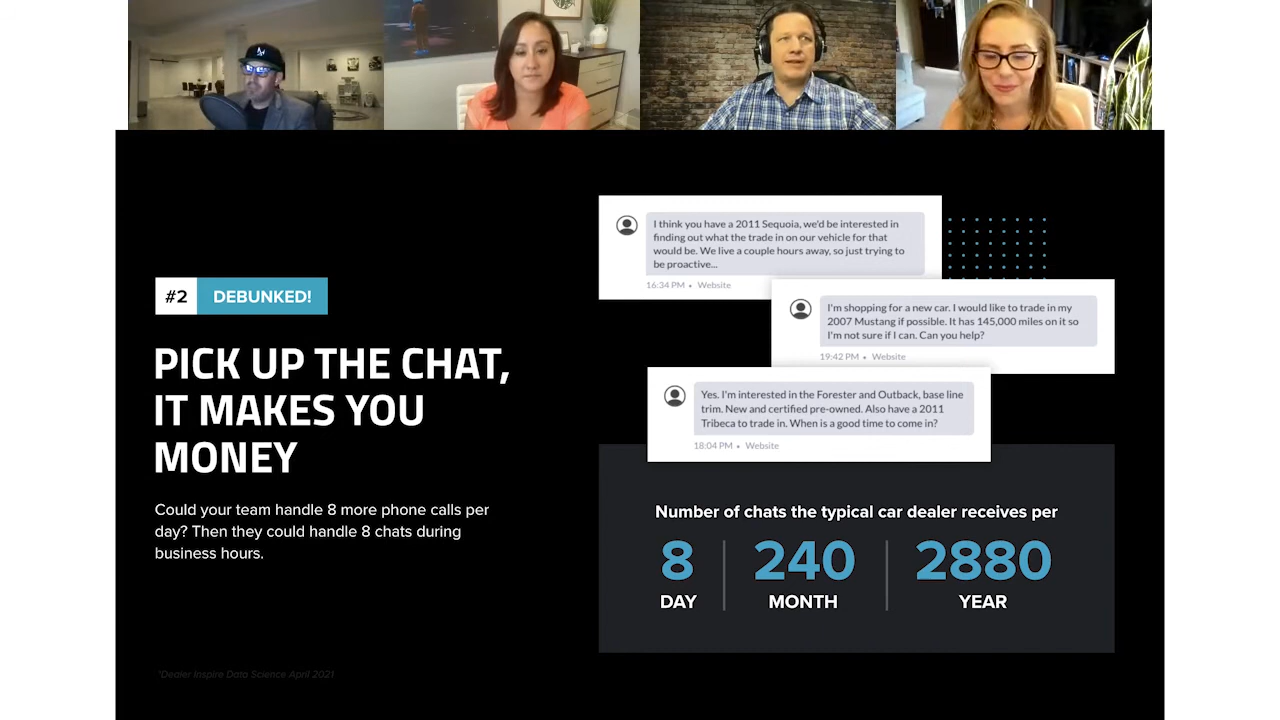 #2 DEBUNKED!
PICK UP THE CHAT,
IT MAKES YOU
MONEY
Could your team handle 8 more phone calls per
day? Then they could handle 8 chats during
business hours.
*Dealer Inspire Data Science April 2021
I think you have a 2011 Sequoia, we'd be interested in
finding out what the trade in on our vehicle for that
would be. We live a couple hours away, so just trying to
be proactive...
16:34 PM • Website
I'm shopping for a new car. I would like to trade in my
2007 Mustang if possible. It has 145,000 miles on it so
I'm not sure if I can. Can you help?
19:42 PM • Website
Yes. I'm interested in the Forester and Outback, base line
trim. New and certified pre-owned. Also have a 2011
Tribeca to trade in. When is a good time to come in?
18:04 PM • Website
Number of chats the typical car dealer receives per
8 240 2880
DAY MONTH YEAR